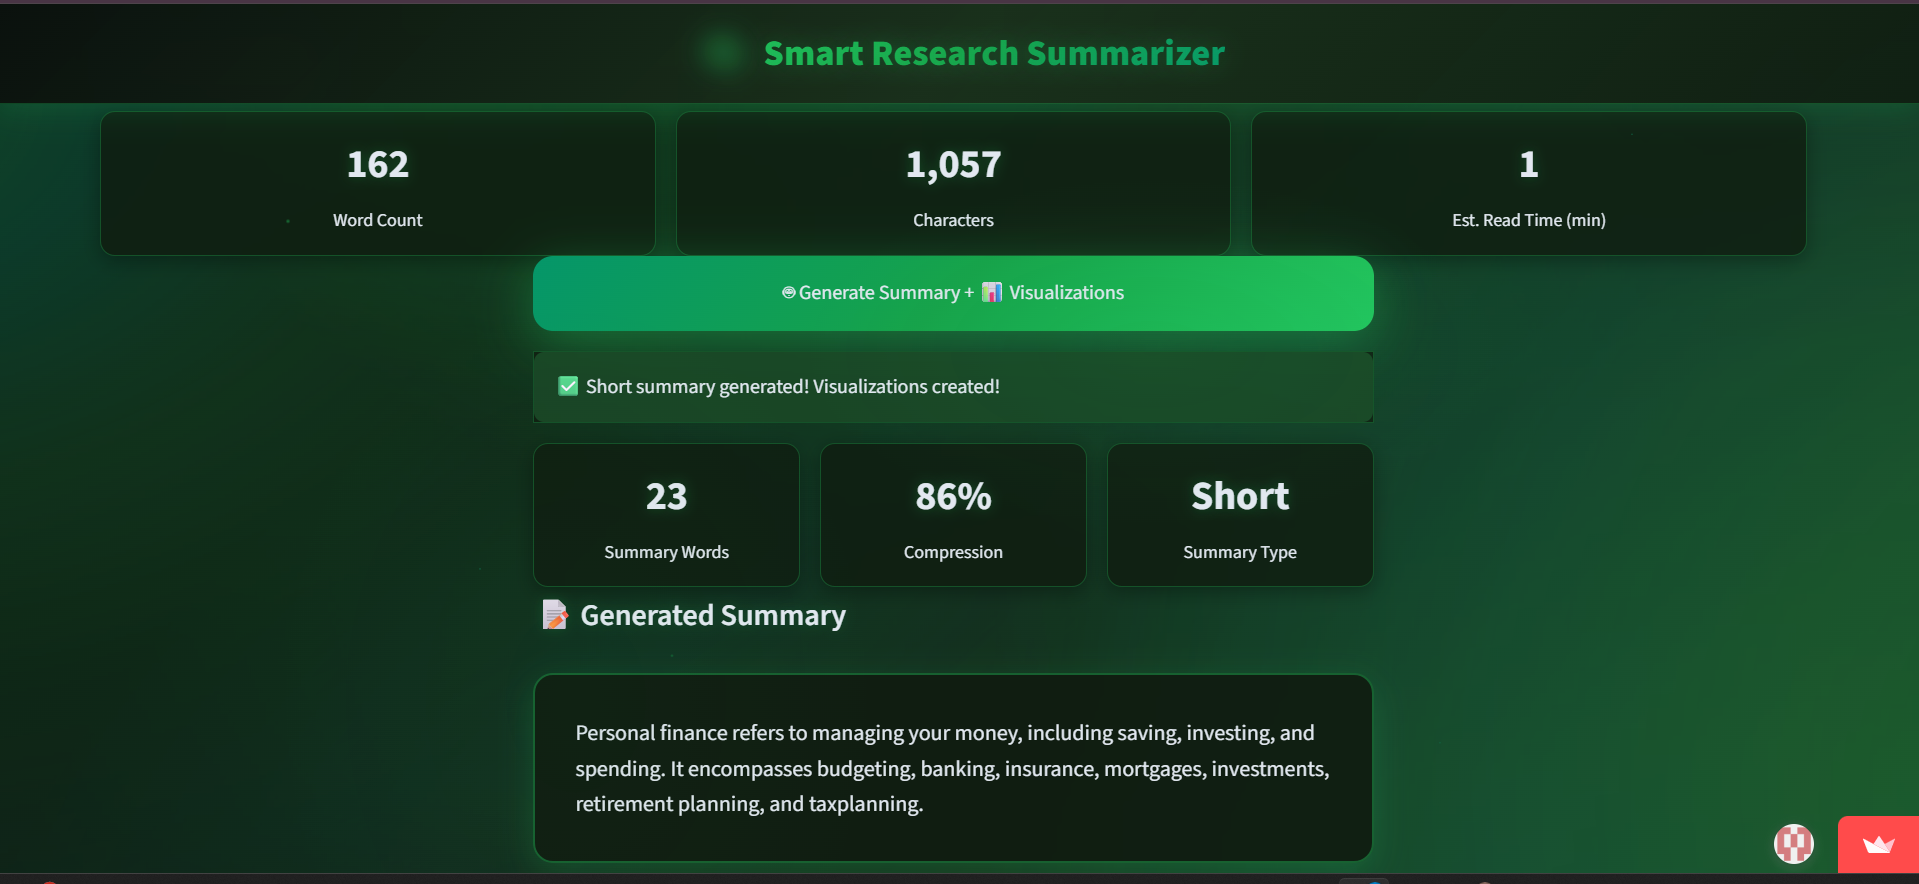 Smart Research Summarizer
162
Word Count
1,057
Characters
1
Est. Read Time (min)
Generate Summary + 📊 Visualizations
✅ Short summary generated! Visualizations created!
23
Summary Words
86%
Compression
Short
Summary Type
📝 Generated Summary
Personal finance refers to managing your money, including saving, investing, and
spending. It encompasses budgeting, banking, insurance, mortgages, investments,
retirement planning, and taxplanning.